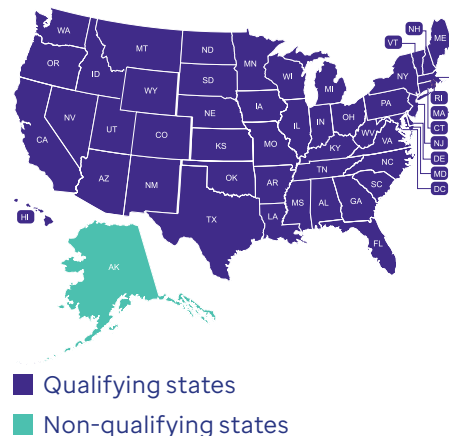 WA
OR
CA
NV
ID
MT
WY
UT
AZ
CO
NM
ND
SD
NE
KS
OK
TX
MN
IA
MO
AR
LA
WI
IL
MI
IN
OH
KY
TN
MS
AL
GA
FL
SC
NC
VA
WV
PA
NY
VT
NH
ME
RI
MA
CT
NJ
DE
MD
DC
HI
AK
Qualifying states
Non-qualifying states